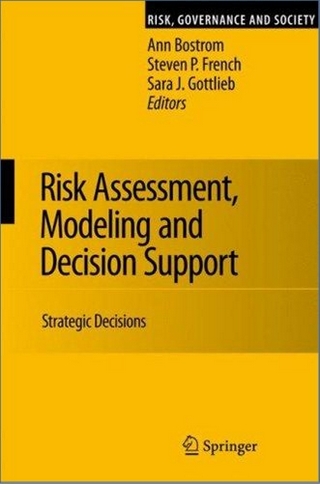 RISK, GOVERNANCE AND SOCIETY
Ann Bostrom
Steven P. French
Sara J. Gottlieb
Editors
Risk Assessment,
Modeling and
Decision Support
Strategic Decisions
Springer